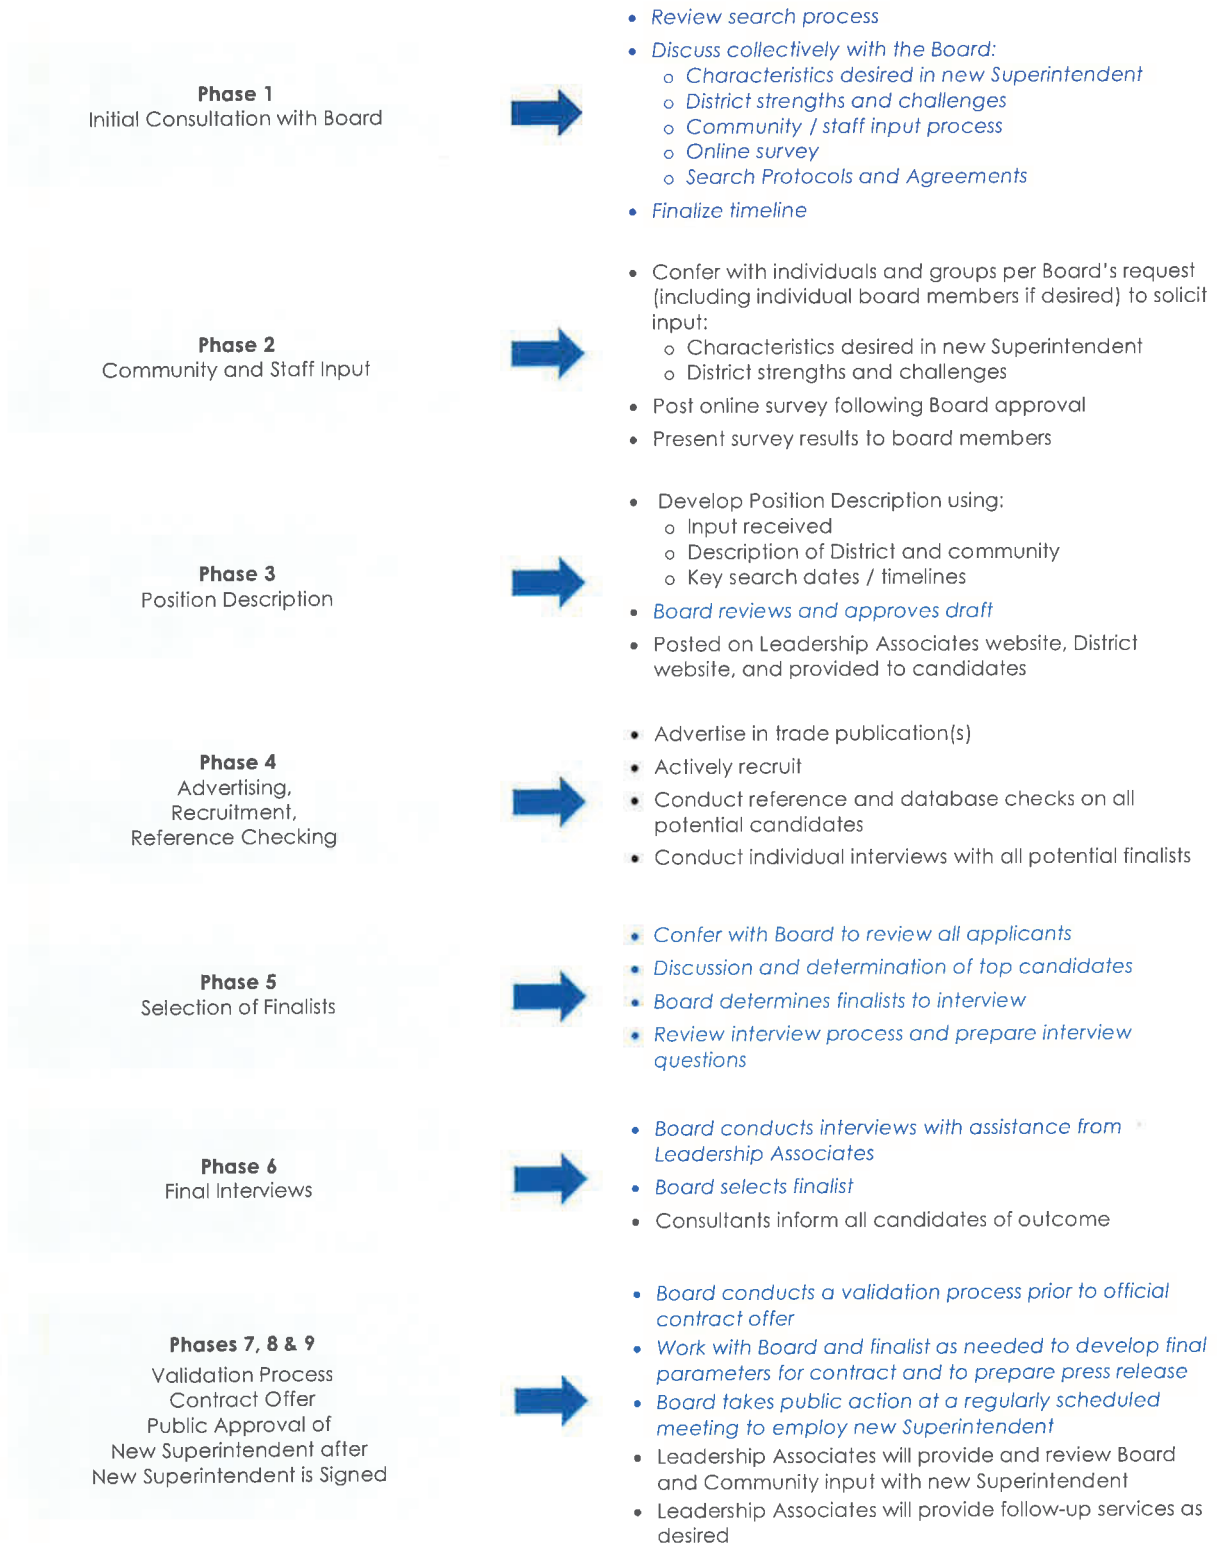 Phase 1
Initial Consultation with Board
• Review search process
• Discuss collectively with the Board:
o Characteristics desired in new Superintendent
o District strengths and challenges
o Community / staff input process
o Online survey
o Search Protocols and Agreements
• Finalize timeline
Phase 2
Community and Staff Input
• Confer with individuals and groups per Board's request
(including individual board members if desired) to solicit
input:
o Characteristics desired in new Superintendent
o District strengths and challenges
• Post online survey following Board approval
• Present survey results to board members
Phase 3
Position Description
• Develop Position Description using:
o Input received
o Description of District and community
o Key search dates / timelines
• Board reviews and approves draft
• Posted on Leadership Associates website, District
website, and provided to candidates
Phase 4
Advertising,
Recruitment,
Reference Checking
• Advertise in trade publication(s)
• Actively recruit
• Conduct reference and database checks on all
potential candidates
• Conduct individual interviews with all potential finalists
Phase 5
Selection of Finalists
• Confer with Board to review all applicants
• Discussion and determination of top candidates
• Board determines finalists to interview
• Review interview process and prepare interview
questions
Phase 6
Final Interviews
• Board conducts interviews with assistance from
Leadership Associates
• Board selects finalist
• Consultants inform all candidates of outcome
Phases 7, 8 & 9
Validation Process
Contract Offer
Public Approval of
New Superintendent after
New Superintendent is Signed
• Board conducts a validation process prior to official
contract offer
• Work with Board and finalist as needed to develop final
parameters for contract and to prepare press release
• Board takes public action at a regularly scheduled
meeting to employ new Superintendent
• Leadership Associates will provide and review Board
and Community input with new Superintendent
• Leadership Associates will provide follow-up services as
desired